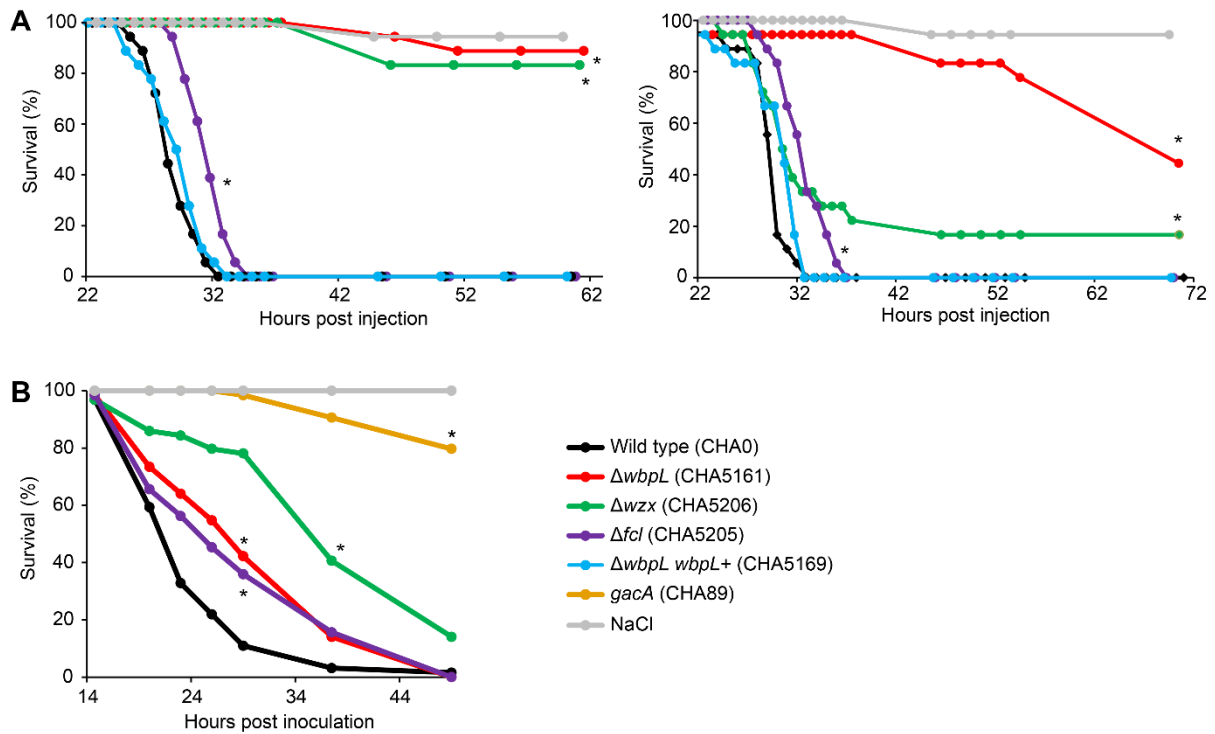 A
Survival (%)
100
80
60
40
20
0
22
32
42
52
62
Hours post injection
*
*
*
Survival (%)
100
80
60
40
20
0
22
32
42
52
62
72
Hours post injection
*
*
*
B
Survival (%)
100
80
60
40
20
0
14
24
34
44
Hours post inoculation
*
*
*
*
Wild type (CHA0)
ΔwbpL (CHA5161)
Δwzx (CHA5206)
Δfcl (CHA5205)
ΔwbpL wbpL+ (CHA5169)
gacA (CHA89)
NaCl